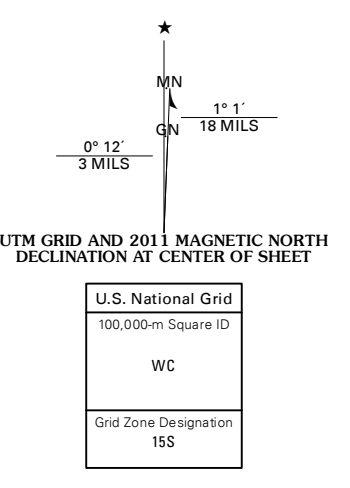 ★
MN
1° 1´
18 MILS
GN
0° 12´
3 MILS
UTM GRID AND 2011 MAGNETIC NORTH
DECLINATION AT CENTER OF SHEET
U.S. National Grid
100,000-m Square ID
WC
Grid Zone Designation
15S